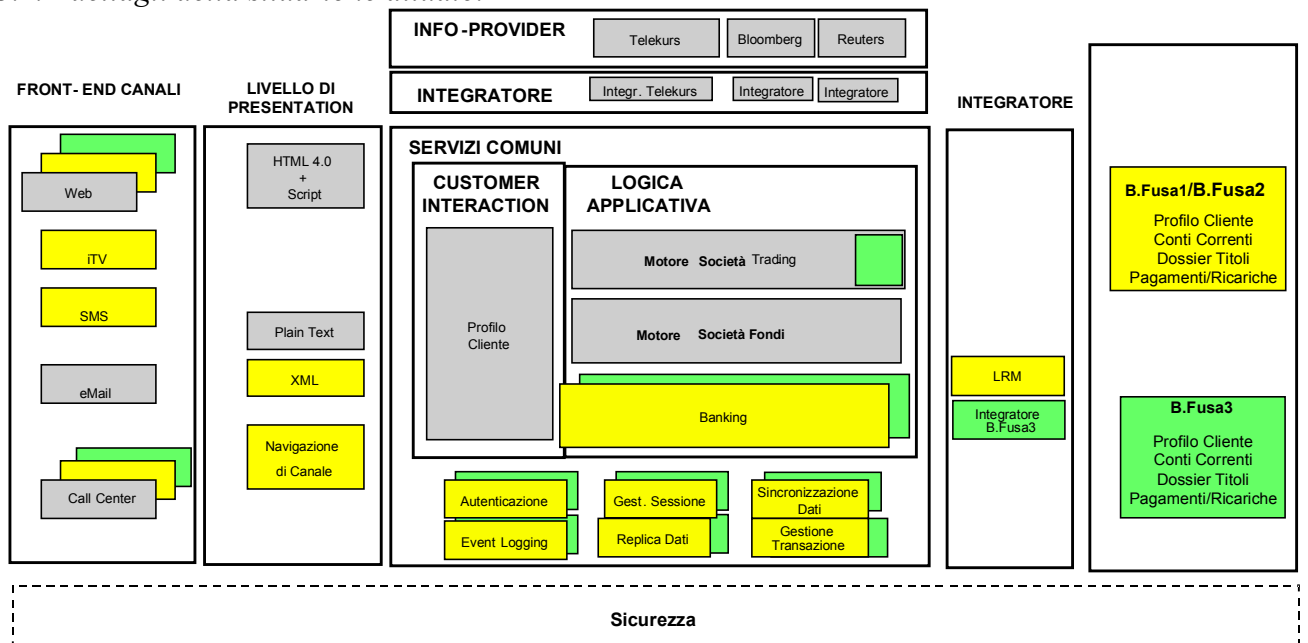 INFO-PROVIDER
Telekurs
Bloomberg
Reuters
INTEGRATORE
Integr. Telekurs
Integratore
Integratore
FRONT- END CANALI
Web
iTV
SMS
eMail
Call Center
LIVELLO DI
PRESENTATION
HTML 4.0
+
Script
Plain Text
XML
Navigazione
di Canale
SERVIZI COMUNI
CUSTOMER
INTERACTION
Profilo
Cliente
LOGICA
APPLICATIVA
Motore Società Trading
Motore Società Fondi
Banking
Autenticazione
Gest. Sessione
Sincronizzazione
Dati
Event Logging
Replica Dati
Gestione
Transazione
INTEGRATORE
LRM
Integratore
B.Fusa3
B.Fusa1/B.Fusa2
Profilo Cliente
Conti Correnti
Dossier Titoli
Pagamenti/Ricariche
B.Fusa3
Profilo Cliente
Conti Correnti
Dossier Titoli
Pagamenti/Ricariche
Sicurezza